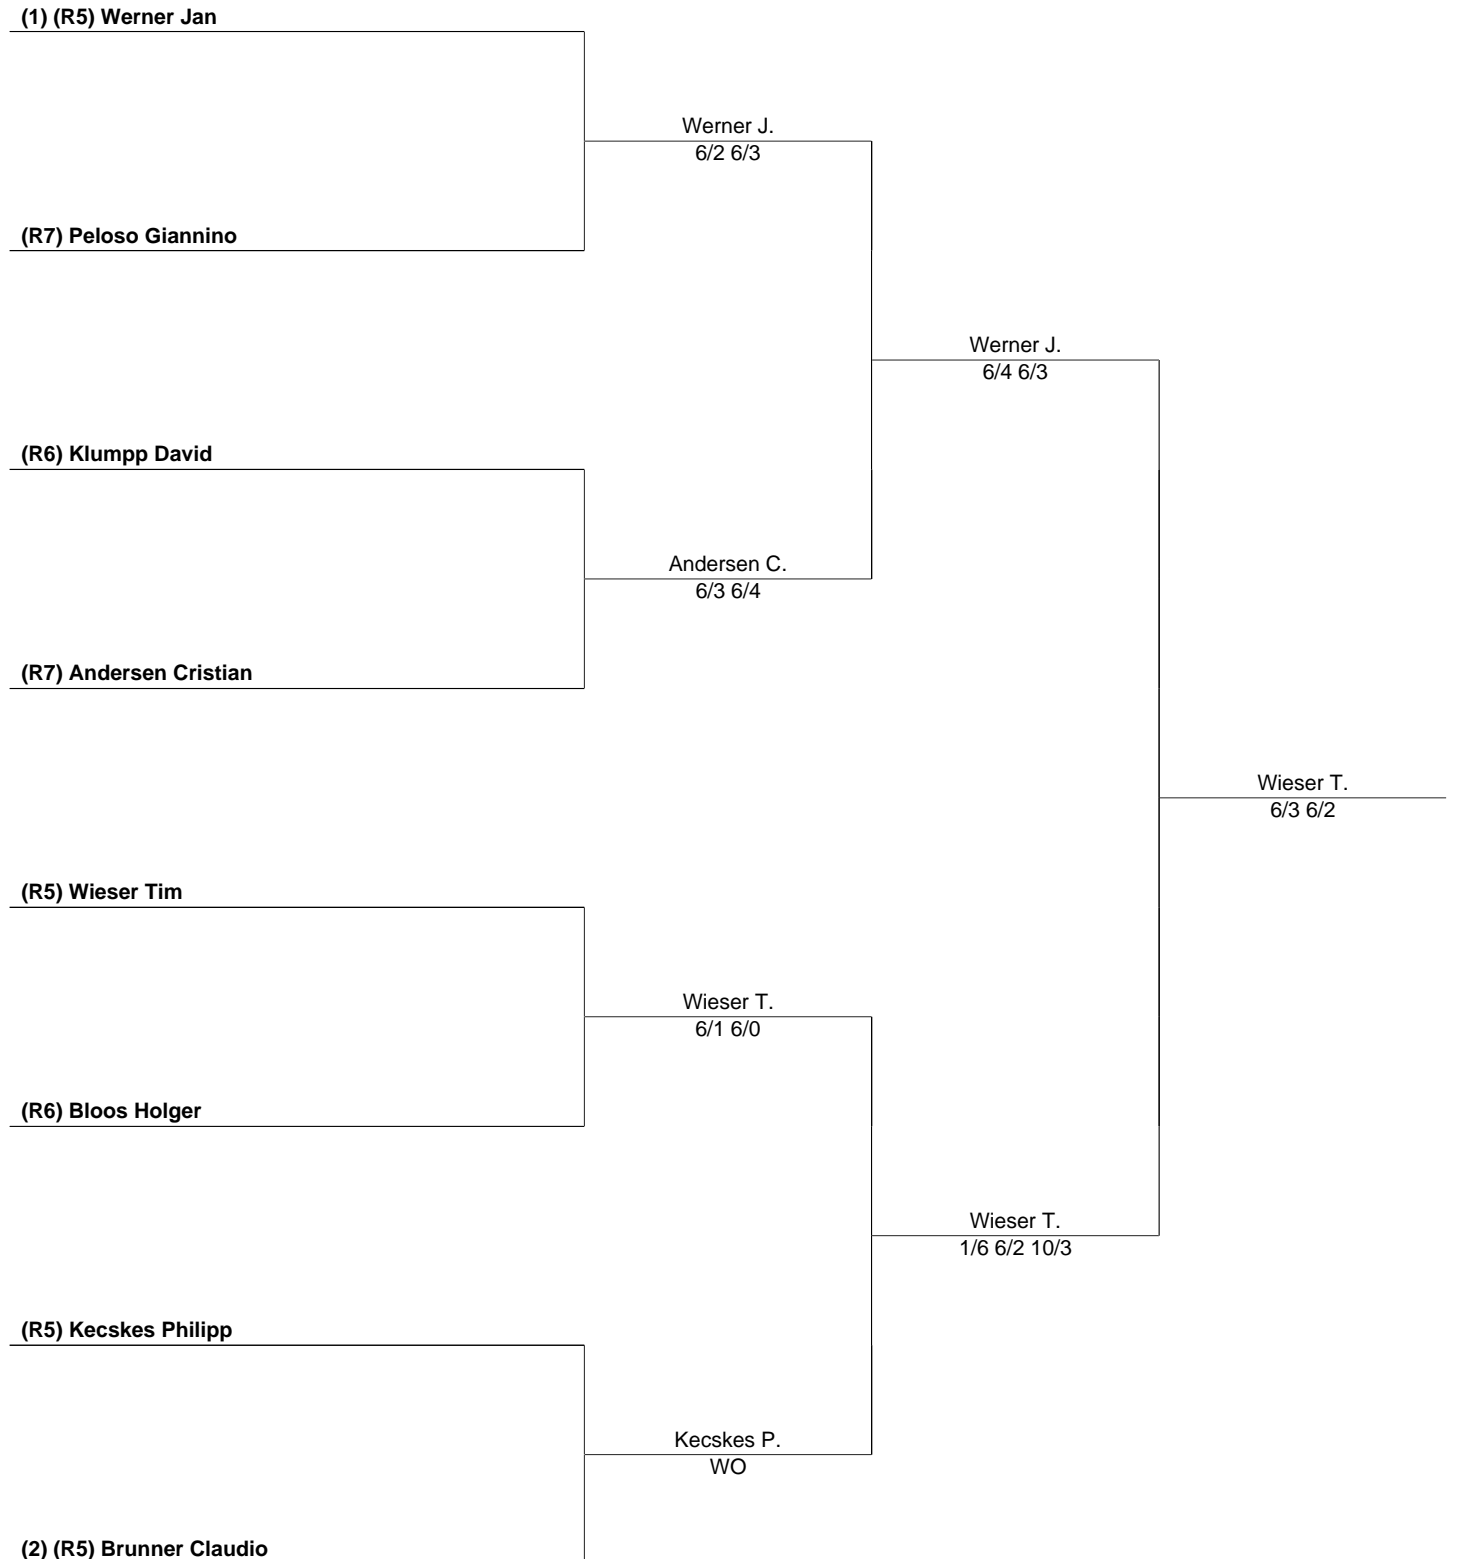 (1) (R5) Werner Jan
Werner J.
6/2 6/3
(R7) Peloso Giannino
Werner J.
6/4 6/3
(R6) Klumpp David
Andersen C.
6/3 6/4
(R7) Andersen Cristian
Wieser T.
6/3 6/2
(R5) Wieser Tim
Wieser T.
6/1 6/0
(R6) Bloos Holger
Wieser T.
1/6 6/2 10/3
(R5) Kecskes Philipp
Kecskes P.
WO
(2) (R5) Brunner Claudio